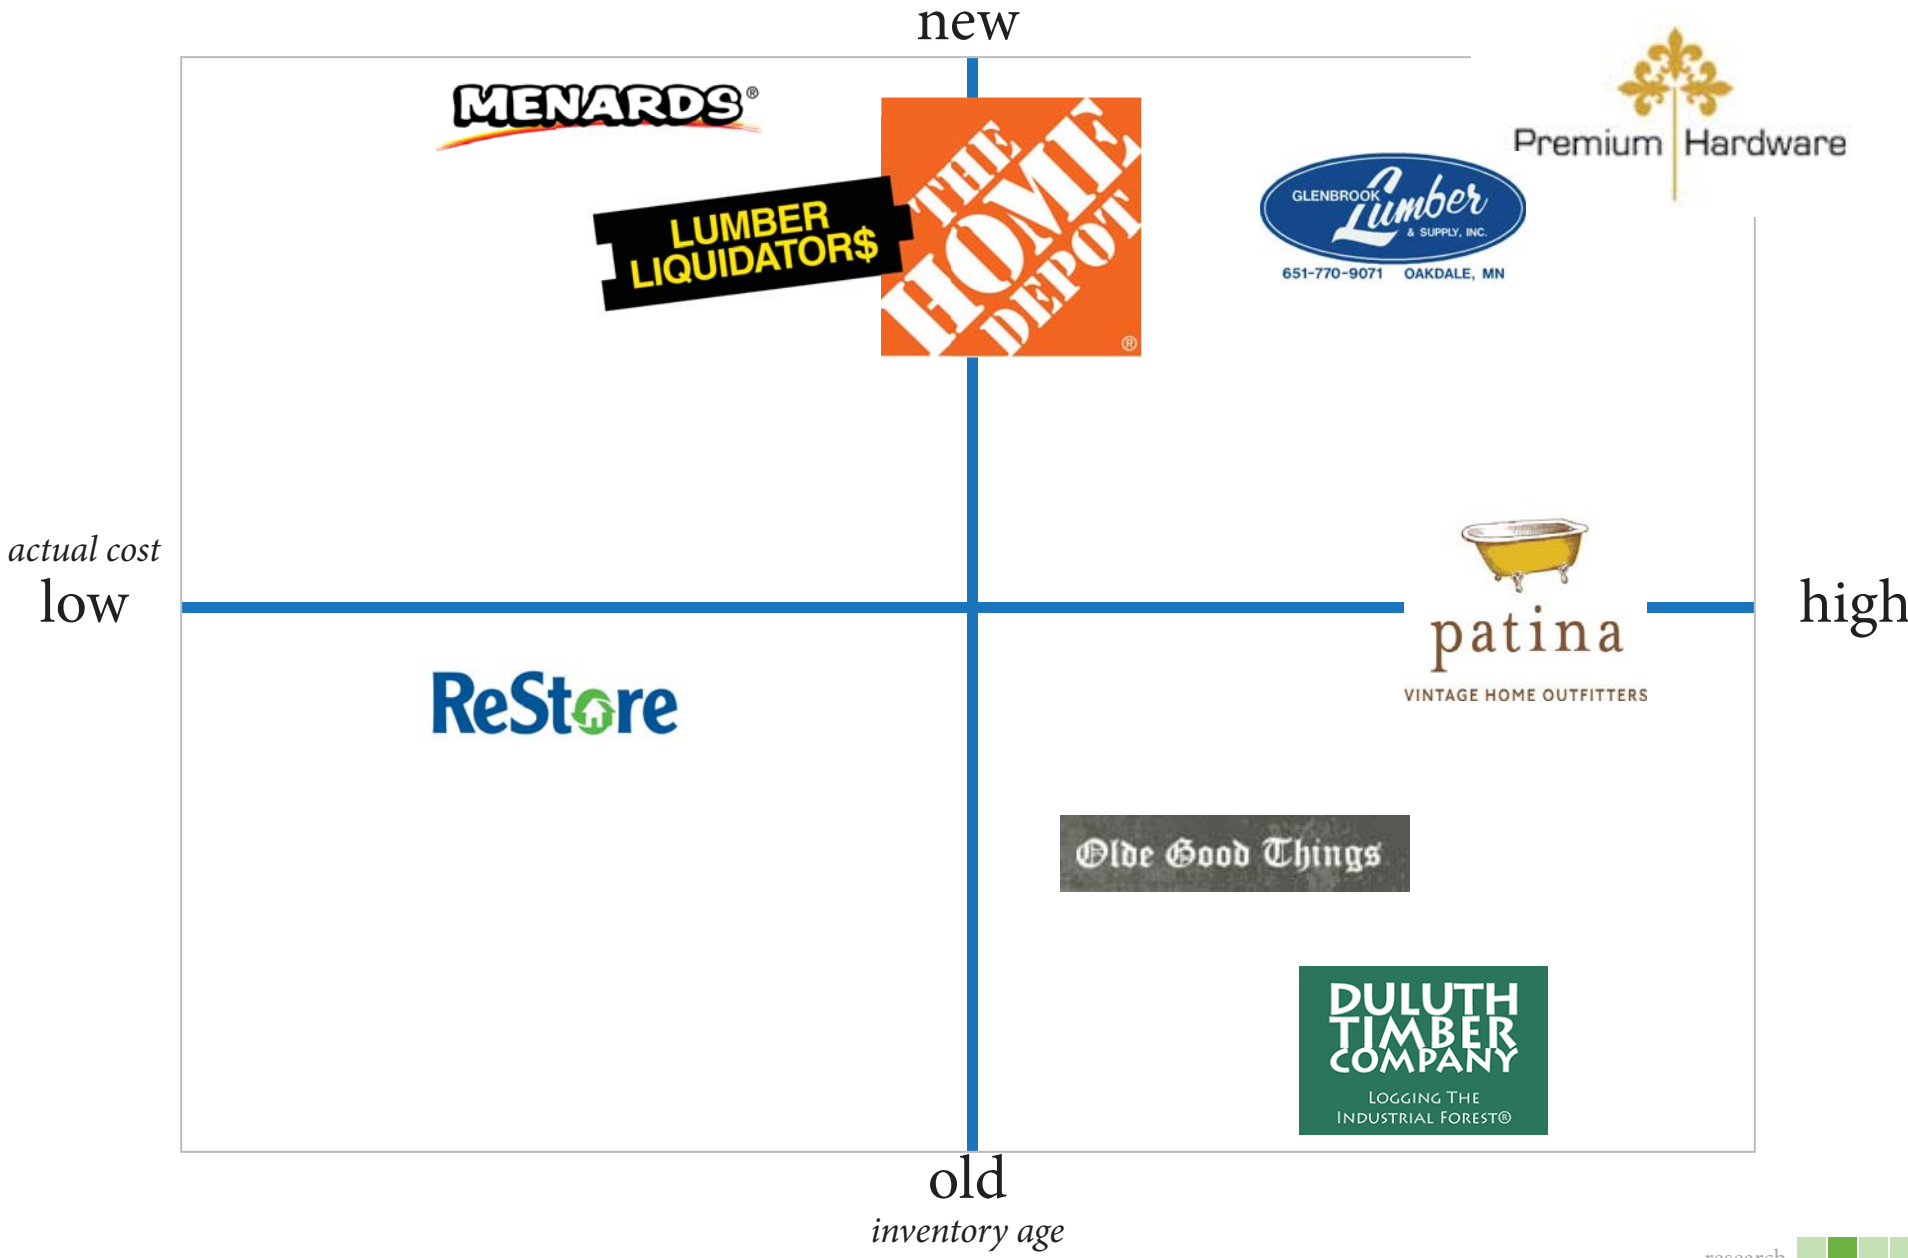 new
MENARDS®
THE
HOME
DEPOT
®
LUMBER
LIQUIDATOR$
GLENBROOK
Lumber
& SUPPLY, INC.
651-770-9071 OAKDALE, MN
Premium Hardware
actual cost
low
high
patina
VINTAGE HOME OUTFITTERS
ReStore
Olde Good Things
DULUTH
TIMBER
COMPANY
LOGGING THE
INDUSTRIAL FOREST®
old
inventory age
research